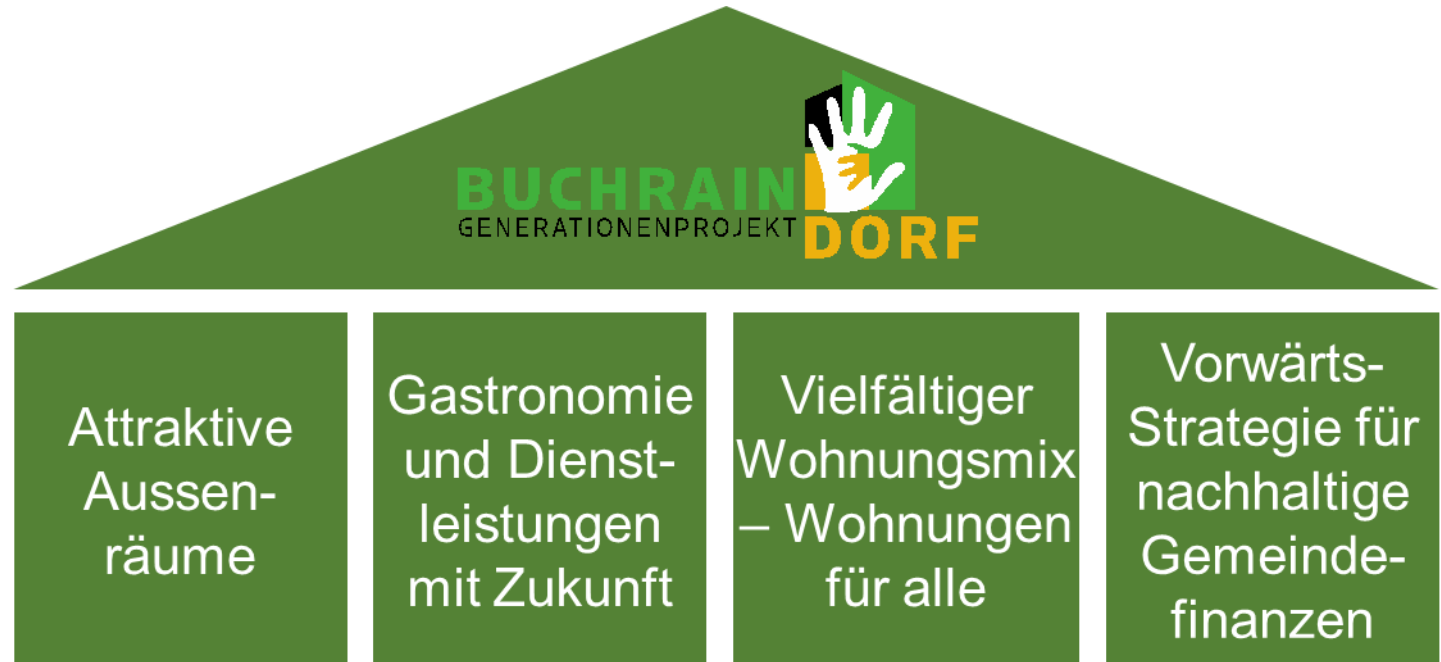 BUCHRAIN
GENERATIONENPROJEKT
DORF
Attraktive
Aussen-
räume
Gastronomie
und Dienst-
leistungen
mit Zukunft
Vielfältiger
Wohnungsmix
– Wohnungen
für alle
Vorwärts-
Strategie für
nachhaltige
Gemeinde-
finanzen